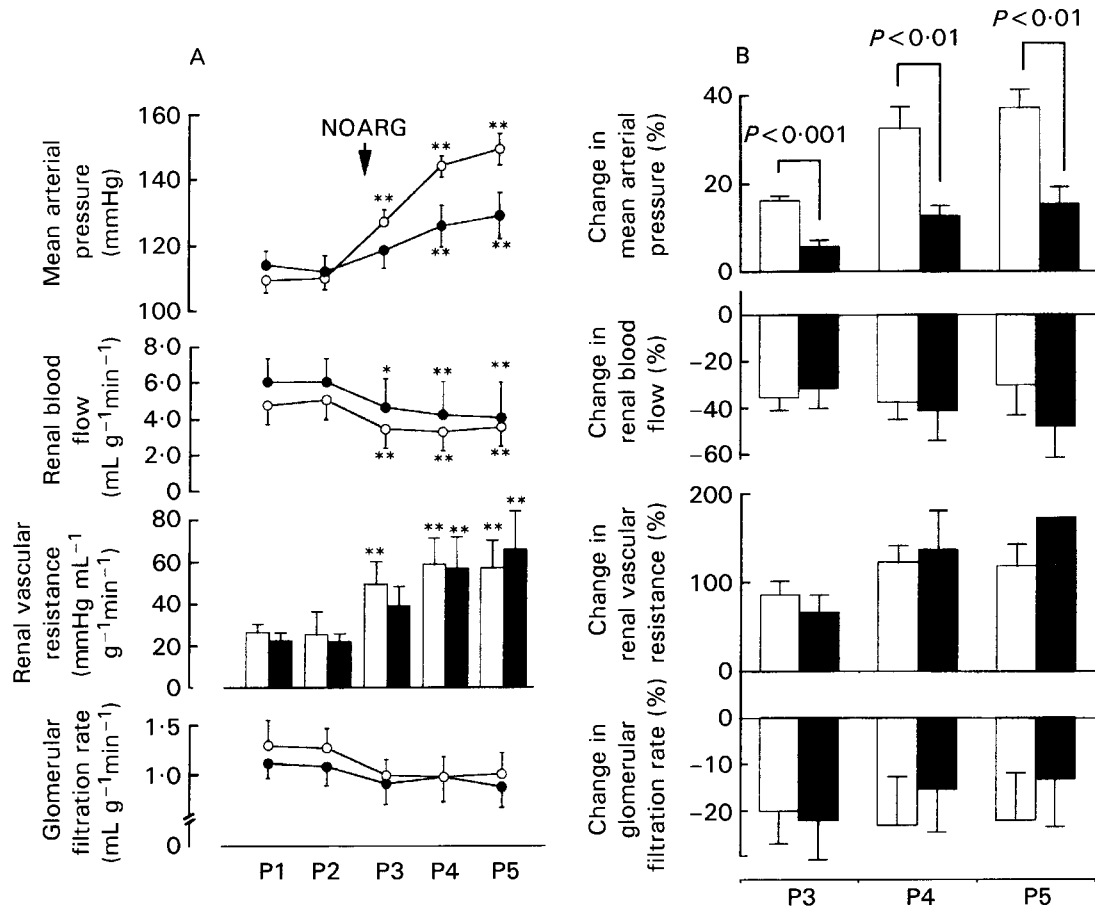 A
NOARG
Mean arterial
pressure
(mmHg)
160
140
120
100
** ** **
** **
Renal blood
flow
(mL g⁻¹min⁻¹)
8·0
6·0
4·0
2·0
0
* ** **
** ** **
Renal vascular
resistance
(mmHg mL⁻¹
g⁻¹min⁻¹)
80
60
40
20
0
** ** ** ** **
Glomerular
filtration rate
(mL g⁻¹min⁻¹)
1·5
1·0
0
P1 P2 P3 P4 P5
B
P<0·001
P<0·01
P<0·01
Change in
mean arterial
pressure (%)
40
20
0
Change in
renal blood
flow (%)
0
−20
−40
−60
Change in
renal vascular
resistance (%)
200
100
0
Change in
glomerular
filtration rate (%)
0
−10
−20
P3 P4 P5